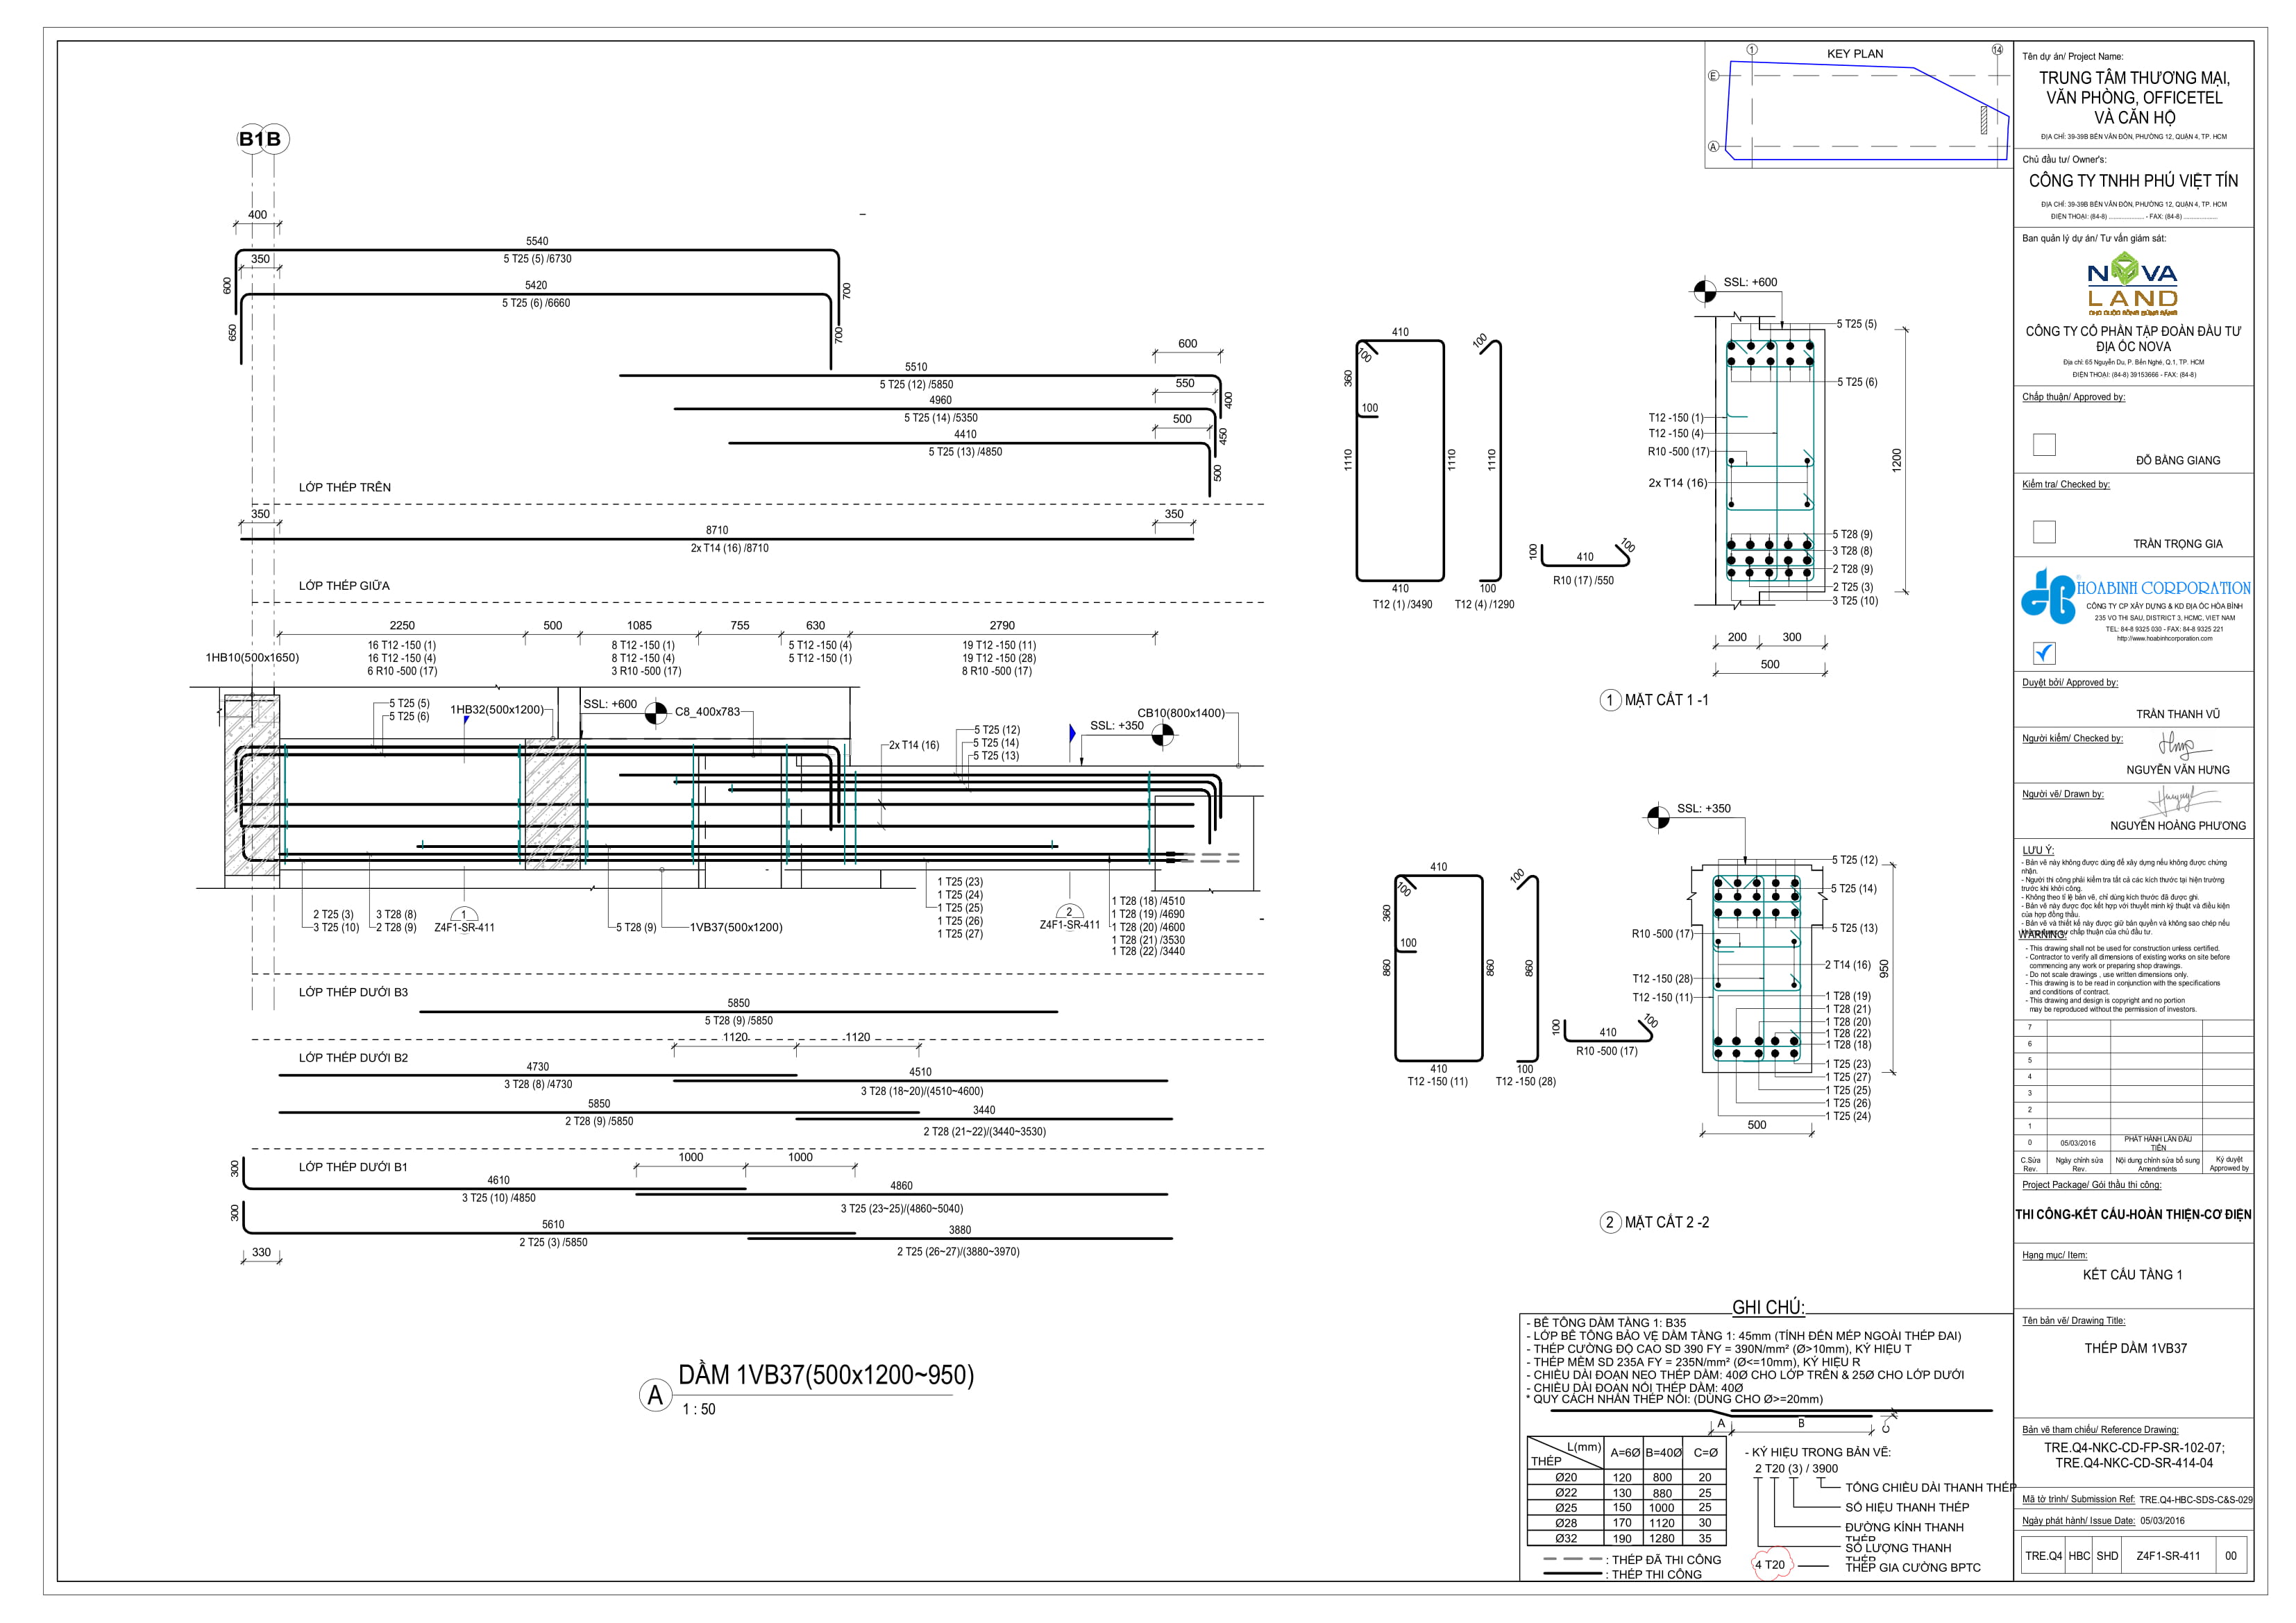 KEY PLAN
1
14
E
A
B1
B
400
5540
5 T25 (5) /6730
350
600
5420
5 T25 (6) /6660
650
700
700
600
5510
5 T25 (12) /5850
550
400
4960
5 T25 (14) /5350
500
450
4410
5 T25 (13) /4850
500
LỚP THÉP TRÊN
350
350
8710
2x T14 (16) /8710
LỚP THÉP GIỮA
2250
500
1085
755
630
2790
16 T12 -150 (1)
16 T12 -150 (4)
6 R10 -500 (17)
8 T12 -150 (1)
8 T12 -150 (4)
3 R10 -500 (17)
5 T12 -150 (4)
5 T12 -150 (1)
19 T12 -150 (11)
19 T12 -150 (28)
8 R10 -500 (17)
1HB10(500x1650)
5 T25 (5)
5 T25 (6)
1HB32(500x1200)
SSL: +600
C8_400x783
2x T14 (16)
5 T25 (12)
5 T25 (14)
5 T25 (13)
SSL: +350
CB10(800x1400)
2 T25 (3)
3 T25 (10)
3 T28 (8)
2 T28 (9)
1
Z4F1-SR-411
5 T28 (9)
1VB37(500x1200)
1 T25 (23)
1 T25 (24)
1 T25 (25)
1 T25 (26)
1 T25 (27)
2
Z4F1-SR-411
1 T28 (18) /4510
1 T28 (19) /4690
1 T28 (20) /4600
1 T28 (21) /3530
1 T28 (22) /3440
LỚP THÉP DƯỚI B3
5850
5 T28 (9) /5850
LỚP THÉP DƯỚI B2
1120
1120
4730
3 T28 (8) /4730
4510
3 T28 (18~20)/(4510~4600)
5850
2 T28 (9) /5850
3440
2 T28 (21~22)/(3440~3530)
LỚP THÉP DƯỚI B1
300
1000
1000
4610
3 T25 (10) /4850
4860
3 T25 (23~25)/(4860~5040)
300
5610
2 T25 (3) /5850
3880
2 T25 (26~27)/(3880~3970)
330
A
DẦM 1VB37(500x1200~950)
1 : 50
410
100
360
100
1110
1110
410
T12 (1) /3490
100
1110
100
T12 (4) /1290
100
410
100
R10 (17) /550
SSL: +600
5 T25 (5)
5 T25 (6)
T12 -150 (1)
T12 -150 (4)
R10 -500 (17)
2x T14 (16)
1200
5 T28 (9)
3 T28 (8)
2 T28 (9)
2 T25 (3)
3 T25 (10)
200
300
500
1
MẶT CẮT 1 -1
410
100
360
100
860
860
410
T12 -150 (11)
100
860
100
T12 -150 (28)
100
410
100
R10 -500 (17)
SSL: +350
5 T25 (12)
5 T25 (14)
5 T25 (13)
R10 -500 (17)
2 T14 (16)
T12 -150 (28)
T12 -150 (11)
950
1 T28 (19)
1 T28 (21)
1 T28 (20)
1 T28 (22)
1 T28 (18)
1 T25 (23)
1 T25 (27)
1 T25 (25)
1 T25 (26)
1 T25 (24)
500
2
MẶT CẮT 2 -2
GHI CHÚ:
- BÊ TÔNG DẦM TẦNG 1: B35
- LỚP BÊ TÔNG BẢO VỆ DẦM TẦNG 1: 45mm (TÍNH ĐẾN MÉP NGOÀI THÉP ĐAI)
- THÉP CƯỜNG ĐỘ CAO SD 390 FY = 390N/mm² (Ø>10mm), KÝ HIỆU T
- THÉP MỀM SD 235A FY = 235N/mm² (Ø<=10mm), KÝ HIỆU R
- CHIỀU DÀI ĐOẠN NEO THÉP DẦM: 40Ø CHO LỚP TRÊN & 25Ø CHO LỚP DƯỚI
- CHIỀU DÀI ĐOẠN NỐI THÉP DẦM: 40Ø
* QUY CÁCH NHẤN THÉP NỐI: (DÙNG CHO Ø>=20mm)
A
B
C
L(mm)
THÉP
A=6Ø B=40Ø C=Ø
Ø20 120 800 20
Ø22 130 880 25
Ø25 150 1000 25
Ø28 170 1120 30
Ø32 190 1280 35
: THÉP ĐÃ THI CÔNG
: THÉP THI CÔNG
- KÝ HIỆU TRONG BẢN VẼ:
2 T20 (3) / 3900
TỔNG CHIỀU DÀI THANH THÉP
SỐ HIỆU THANH THÉP
ĐƯỜNG KÍNH THANH
THÉP
SỐ LƯỢNG THANH
THÉP
4 T20
THÉP GIA CƯỜNG BPTC
Tên dự án/ Project Name:
TRUNG TÂM THƯƠNG MẠI,
VĂN PHÒNG, OFFICETEL
VÀ CĂN HỘ
ĐỊA CHỈ: 39-39B BẾN VÂN ĐỒN, PHƯỜNG 12, QUẬN 4, TP. HCM
Chủ đầu tư/ Owner's:
CÔNG TY TNHH PHÚ VIỆT TÍN
ĐỊA CHỈ: 39-39B BẾN VÂN ĐỒN, PHƯỜNG 12, QUẬN 4, TP. HCM
ĐIỆN THOẠI: (84-8) ................... - FAX: (84-8) ..................
Ban quản lý dự án/ Tư vấn giám sát:
NOVA
LAND
CÔNG TY CỔ PHẦN TẬP ĐOÀN ĐẦU TƯ
ĐỊA ỐC NOVA
Địa chỉ: 65 Nguyễn Du, P. Bến Nghé, Q.1, TP. HCM
ĐIỆN THOẠI: (84-8) 39153666 - FAX: (84-8)
Chấp thuận/ Approved by:
ĐỖ BẰNG GIANG
Kiểm tra/ Checked by:
TRẦN TRỌNG GIA
HOABINH CORPORATION
CÔNG TY CP XÂY DỰNG & KD ĐỊA ỐC HÒA BÌNH
235 VO THI SAU, DISTRICT 3, HCMC, VIET NAM
TEL: 84-8 9325 030 - FAX: 84-8 9325 221
http://www.hoabinhcorporation.com
Duyệt bởi/ Approved by:
TRẦN THANH VŨ
Người kiểm/ Checked by:
NGUYỄN VĂN HƯNG
Người vẽ/ Drawn by:
NGUYỄN HOÀNG PHƯƠNG
LƯU Ý:
- Bản vẽ này không được dùng để xây dựng nếu không được chứng
nhận.
- Người thi công phải kiểm tra tất cả các kích thước tại hiện trường
trước khi khởi công.
- Không theo tỉ lệ bản vẽ, chỉ dùng kích thước đã được ghi.
- Bản vẽ này được đọc kết hợp với thuyết minh kỹ thuật và điều kiện
của hợp đồng thầu.
- Bản vẽ và thiết kế này được giữ bản quyền và không sao chép nếu
chấp thuận của chủ đầu tư.
WARNING:
- This drawing shall not be used for construction unless certified.
- Contractor to verify all dimensions of existing works on site before
commencing any work or preparing shop drawings.
- Do not scale drawings , use written dimensions only.
- This drawing is to be read in conjunction with the specifications
and conditions of contract.
- This drawing and design is copyright and no portion
may be reproduced without the permission of investors.
7
6
5
4
3
2
1
0 05/03/2016 PHÁT HÀNH LẦN ĐẦU
TIÊN
C.Sửa Ngày chỉnh sửa Nội dung chỉnh sửa bổ sung Ký duyệt
Rev. Rev. Amendments Approved by
Project Package/ Gói thầu thi công:
THI CÔNG-KẾT CẤU-HOÀN THIỆN-CƠ ĐIỆN
Hạng mục/ Item:
KẾT CẤU TẦNG 1
Tên bản vẽ/ Drawing Title:
THÉP DẦM 1VB37
Bản vẽ tham chiếu/ Reference Drawing:
TRE.Q4-NKC-CD-FP-SR-102-07;
TRE.Q4-NKC-CD-SR-414-04
Mã tờ trình/ Submission Ref: TRE.Q4-HBC-SDS-C&S-029
Ngày phát hành/ Issue Date: 05/03/2016
TRE.Q4 HBC SHD Z4F1-SR-411 00